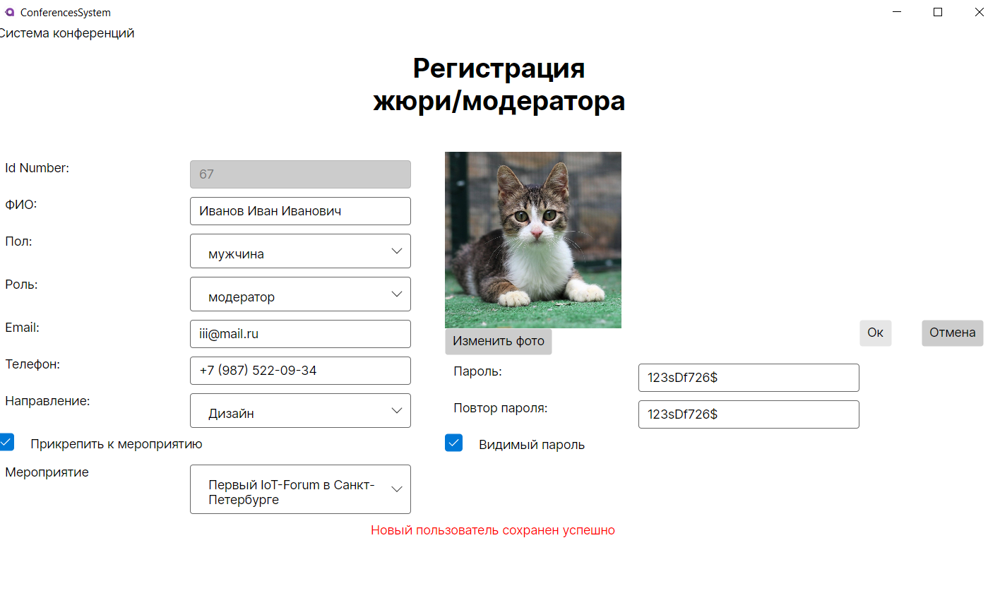 ConferencesSystem
Система конференций
Регистрация
жюри/модератора
Id Number:
67
ФИО:
Иванов Иван Иванович
Пол:
мужчина
Роль:
модератор
Email:
iii@mail.ru
Телефон:
+7 (987) 522-09-34
Направление:
Дизайн
Прикрепить к мероприятию
Мероприятие
Первый IoT-Forum в Санкт-
Петербурге
Изменить фото
Пароль:
123sDf726$
Повтор пароля:
123sDf726$
Видимый пароль
Ок
Отмена
Новый пользователь сохранен успешно